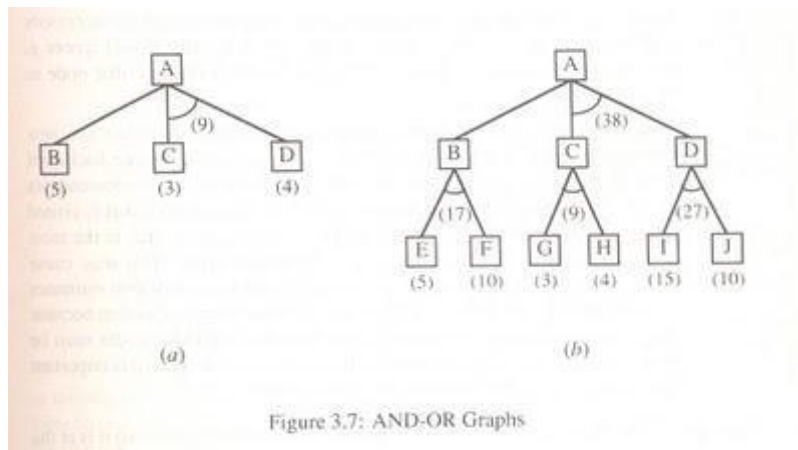 A A
(9) (38)
B C D B C D
(5) (3) (4)
(17) (9) (27)
E F G H I J
(5) (10) (3) (4) (15) (10)
(a) (b)
Figure 3.7: AND-OR Graphs